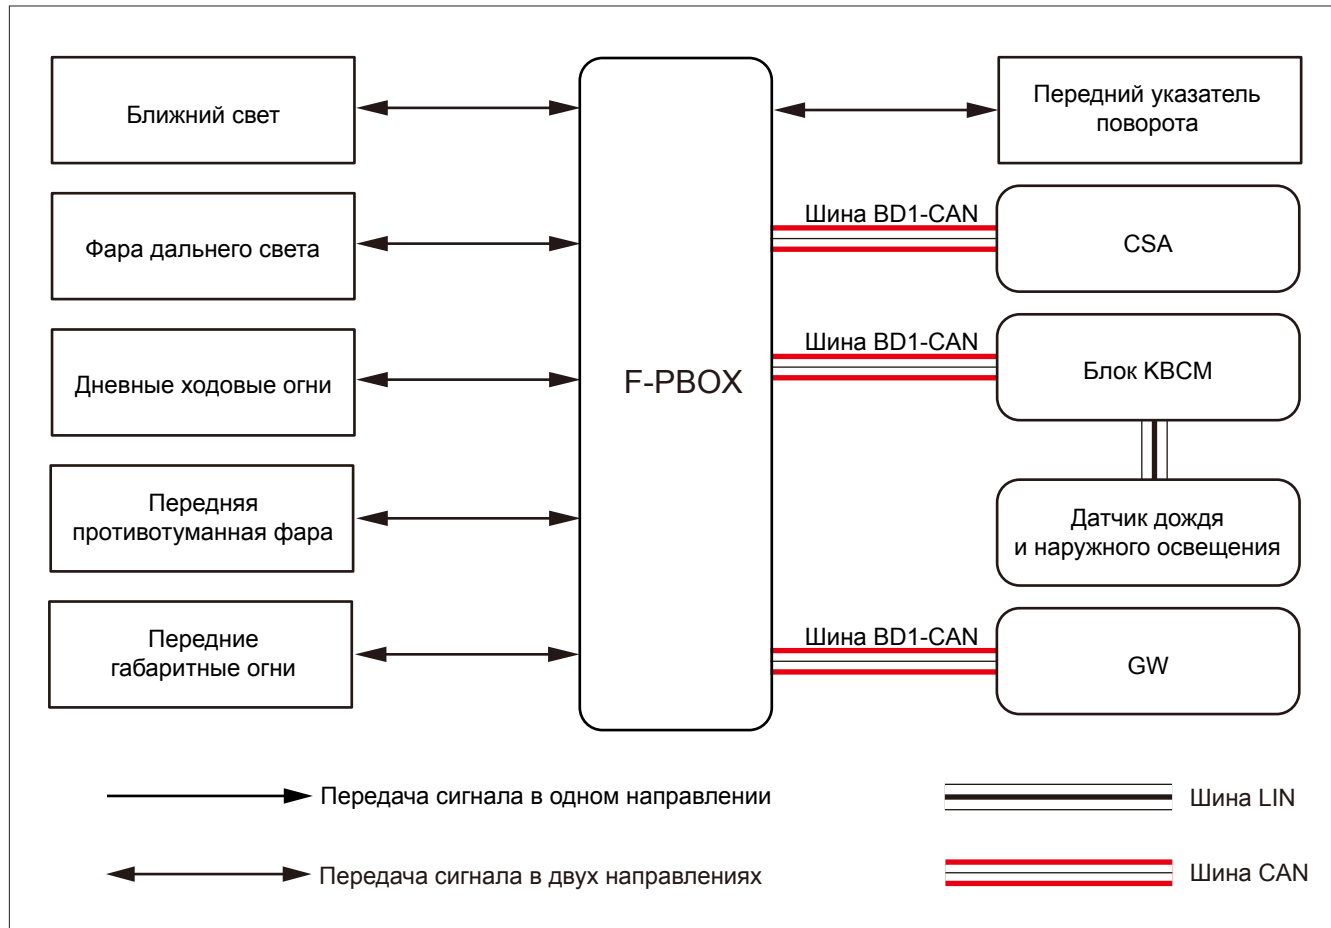 Ближний свет
Фара дальнего света
Дневные ходовые огни
Передняя
противотуманная фара
Передние
габаритные огни
F-PBOX
Передний указатель
поворота
Шина BD1-CAN
CSA
Шина BD1-CAN
Блок KBCM
Датчик дождя
и наружного освещения
Шина BD1-CAN
GW
Передача сигнала в одном направлении
Шина LIN
Передача сигнала в двух направлениях
Шина CAN